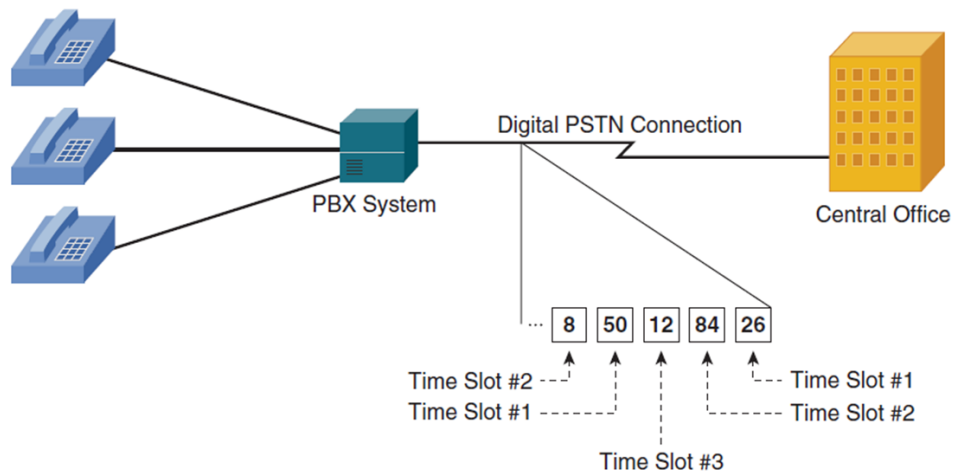 Digital PSTN Connection
PBX System
Central Office
... 8 50 12 84 26
Time Slot #2
Time Slot #1
Time Slot #1
Time Slot #2
Time Slot #3